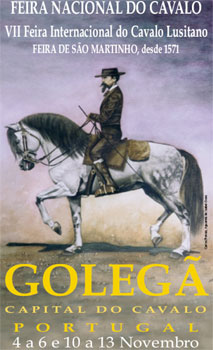 FEIRA NACIONAL DO CAVALO
VII Feira Internacional do Cavalo Lusitano
FEIRA DE SÃO MARTINHO, desde 1571
GOLEGÃ
CAPITAL DO CAVALO
PORTUGAL
4 a 6 e 10 a 13 Novembro